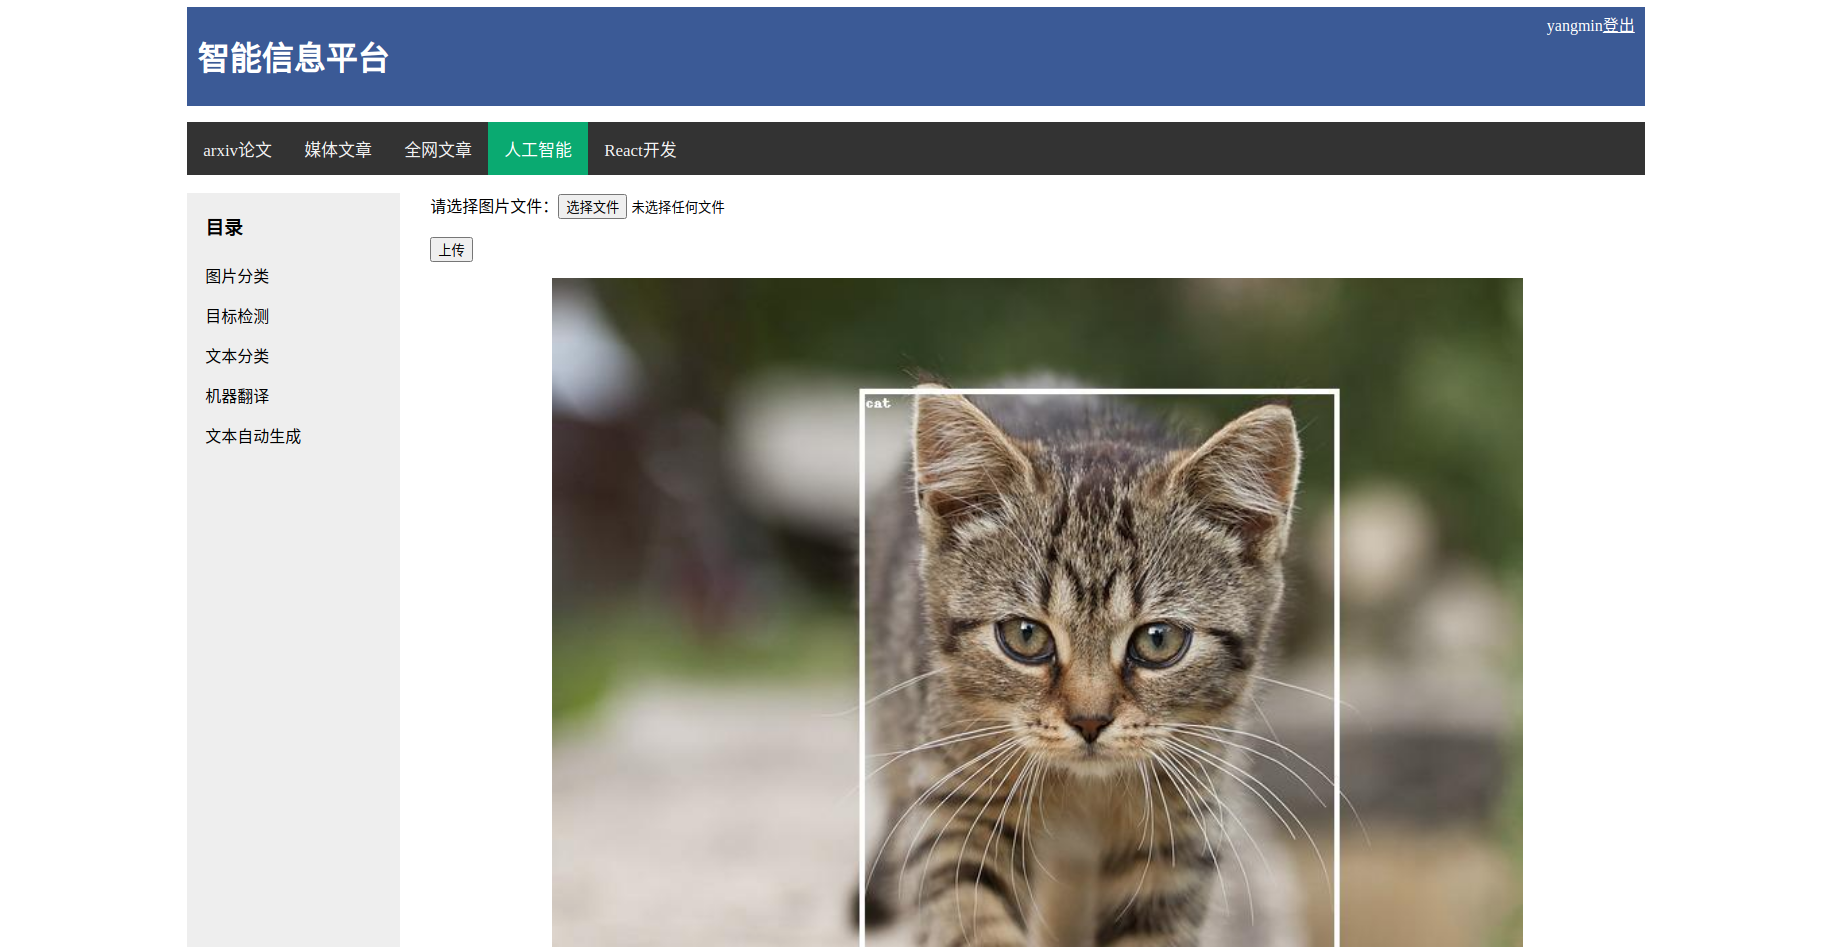 yangmin登出
智能信息平台
arxiv论文 媒体文章 全网文章 人工智能 React开发
目录
图片分类
目标检测
文本分类
机器翻译
文本自动生成
请选择图片文件：选择文件 未选择任何文件
上传
cat